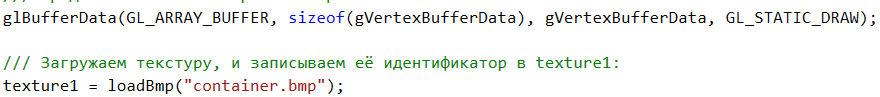 glBufferData(GL_ARRAY_BUFFER, sizeof(gVertexBufferData), gVertexBufferData, GL_STATIC_DRAW);
/// Загружаем текстуру, и записываем её идентификатор в texture1:
texture1 = loadBmp("container.bmp");